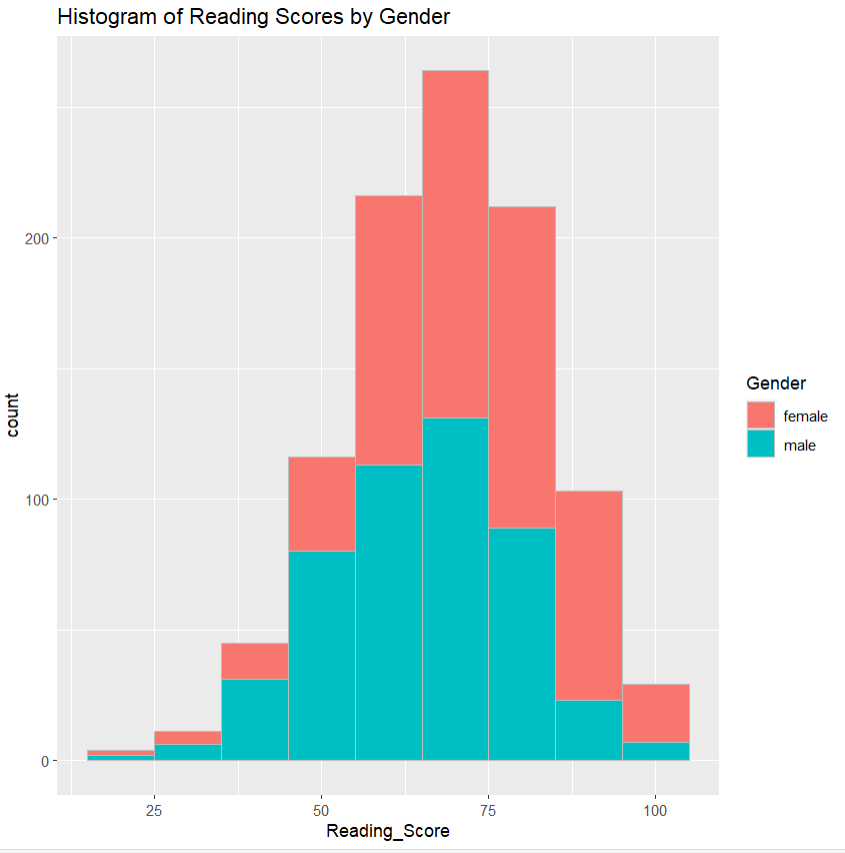 Histogram of Reading Scores by Gender
count
200
100
0
25 50 75 100
Reading_Score
Gender
female
male